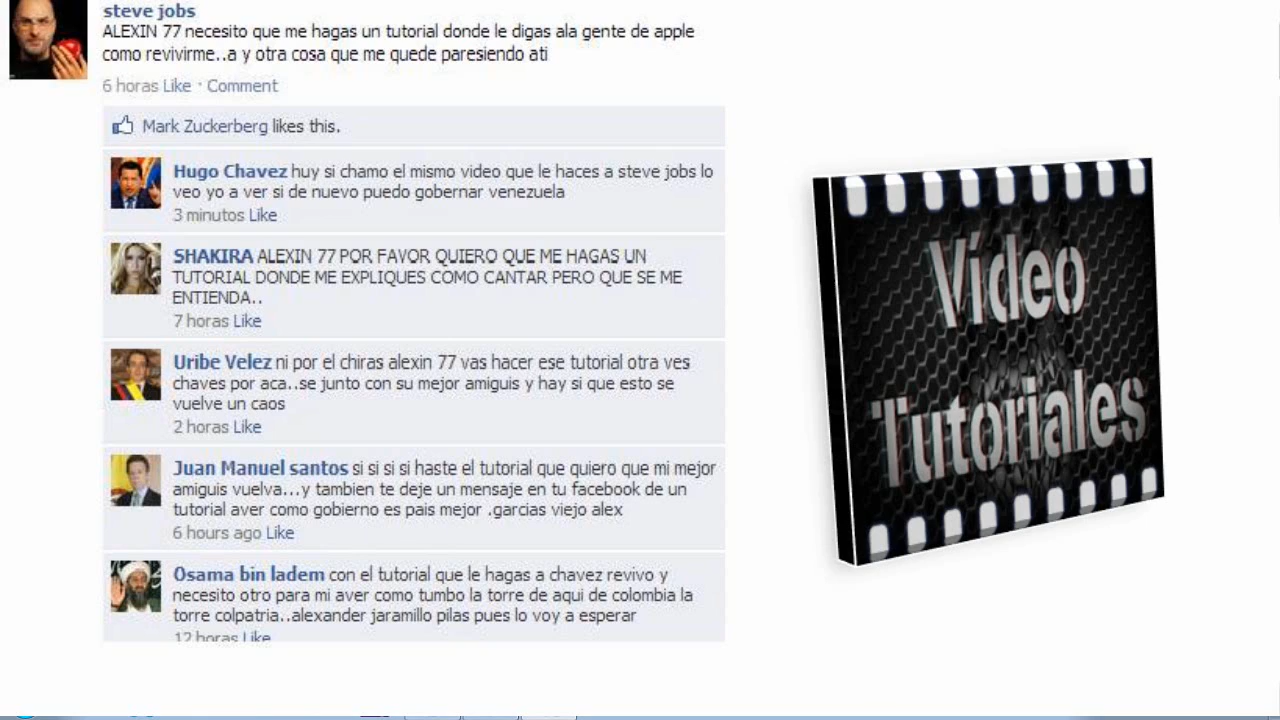 steve jobs
ALEXIN 77 necesito que me hagas un tutorial donde le digas ala gente de apple
como revivirme..a y otra cosa que me quede paresiendo ati
6 horas Like · Comment
Mark Zuckerberg likes this.
Hugo Chavez huy si chamo el mismo video que le haces a steve jobs lo
veo yo a ver si de nuevo puedo gobernar venezuela
3 minutos Like
SHAKIRA ALEXIN 77 POR FAVOR QUIERO QUE ME HAGAS UN
TUTORIAL DONDE ME EXPLIQUES COMO CANTAR PERO QUE SE ME
ENTIENDA..
7 horas Like
Uribe Velez ni por el chiras alexin 77 vas hacer ese tutorial otra ves
chaves por aca..se junto con su mejor amiguis y hay si que esto se
vuelve un caos
2 horas Like
Juan Manuel santos si si si si haste el tutorial que quiero que mi mejor
amiguis vuelva...y tambien te deje un mensaje en tu facebook de un
tutorial aver como gobierno es pais mejor .garcias viejo alex
6 hours ago Like
Osama bin ladem con el tutorial que le hagas a chavez revivo y
necesito otro para mi aver como tumbo la torre de aqui de colombia la
torre colpatria..alexander jaramillo pilas pues lo voy a esperar
12 horas Like
Vídeo
Tutoriales